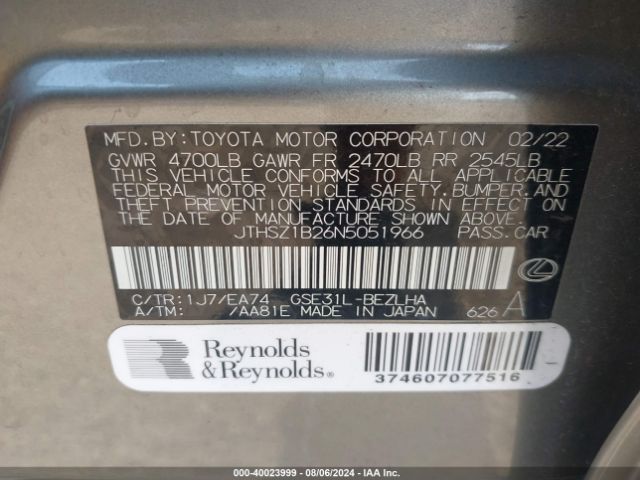 MFD.BY:TOYOTA MOTOR CORPORATION 02/22
GVWR 4700LB GAWR FR 2470LB RR 2545LB
THIS VEHICLE CONFORMS TO ALL APPLICABLE
FEDERAL MOTOR VEHICLE SAFETY,BUMPER,AND
THEFT PREVENTION STANDARDS IN EFFECT ON
THE DATE OF MANUFACTURE SHOWN ABOVE.
JTHSZ1B26N5051966 PASS.CAR
C/TR:1J7/EA74 GSE31L-BEZLHA
A/TM: /AA81E MADE IN JAPAN 626 A
Reynolds
&Reynolds®
374607077516
000-40023999 - 08/06/2024 - IAA Inc.